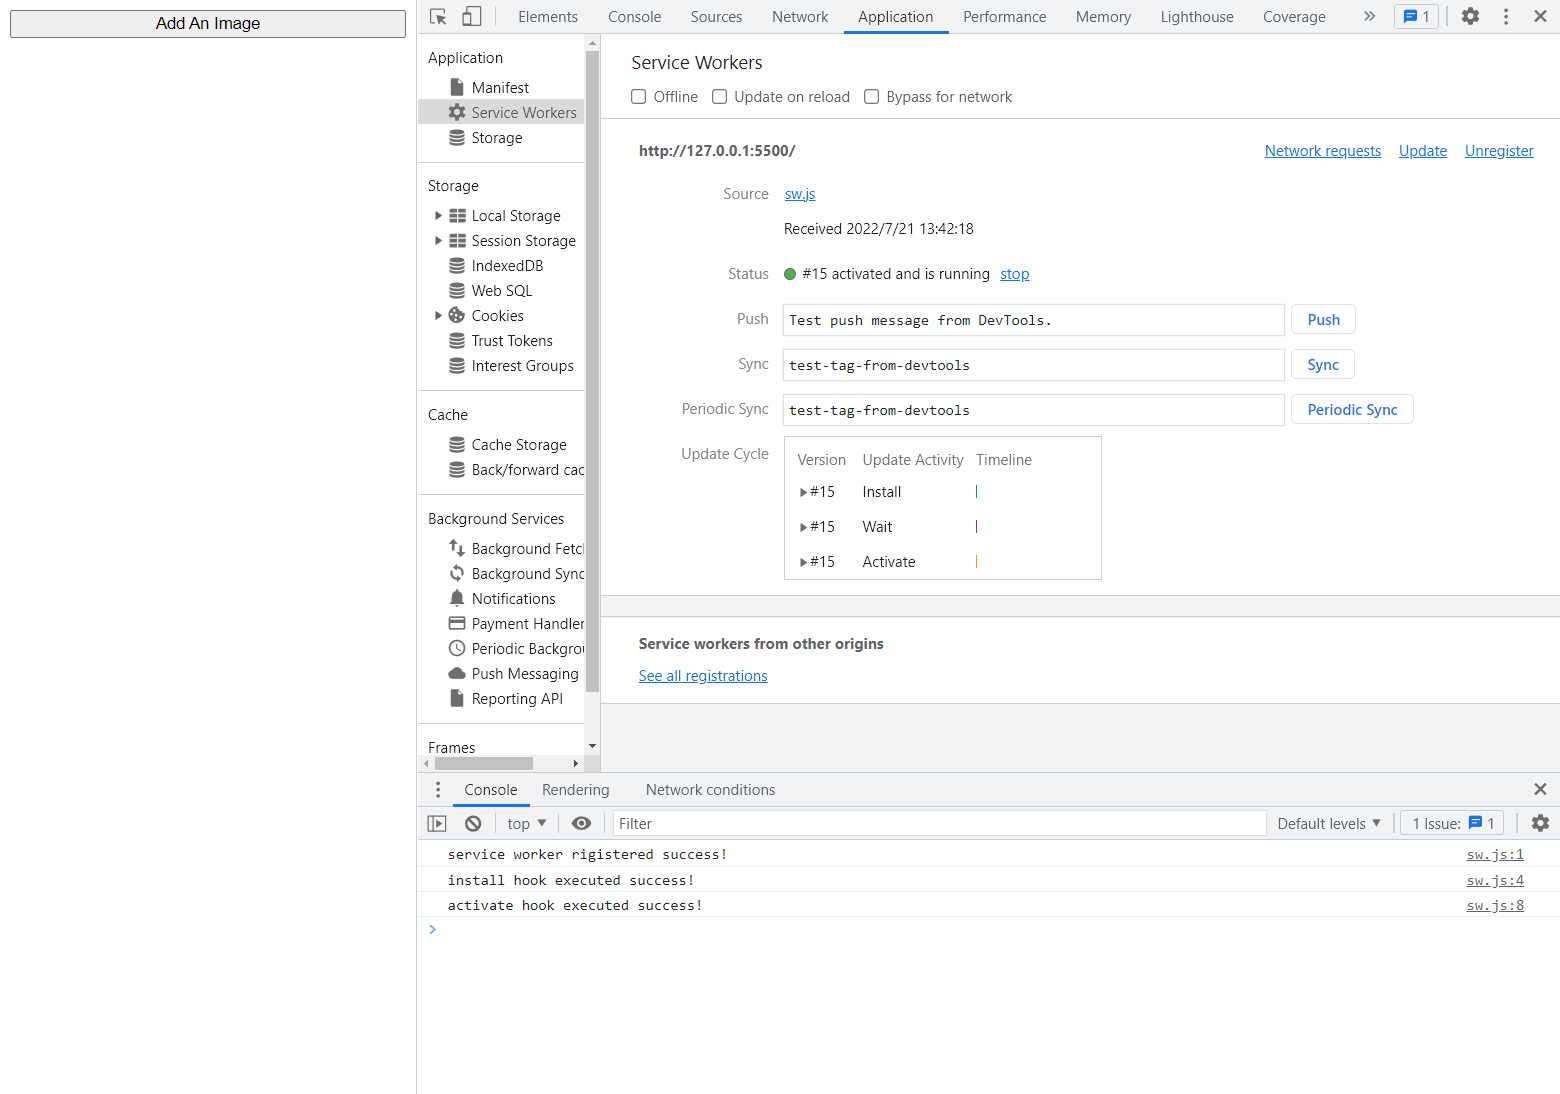 Add An Image
Elements Console Sources Network Application Performance Memory Lighthouse Coverage 1
Application
Manifest
Service Workers
Storage
Storage
Local Storage
Session Storage
IndexedDB
Web SQL
Cookies
Trust Tokens
Interest Groups
Cache
Cache Storage
Back/forward cac
Background Services
Background Fetc
Background Sync
Notifications
Payment Handler
Periodic Backgro
Push Messaging
Reporting API
Frames
Service Workers
Offline Update on reload Bypass for network
http://127.0.0.1:5500/ Network requests Update Unregister
Source sw.js
Received 2022/7/21 13:42:18
Status #15 activated and is running stop
Push Test push message from DevTools. Push
Sync test-tag-from-devtools Sync
Periodic Sync test-tag-from-devtools Periodic Sync
Update Cycle Version Update Activity Timeline
#15 Install
#15 Wait
#15 Activate
Service workers from other origins
See all registrations
Console Rendering Network conditions
top Filter Default levels 1 Issue: 1
service worker rigistered success! sw.js:1
install hook executed success! sw.js:4
activate hook executed success! sw.js:8